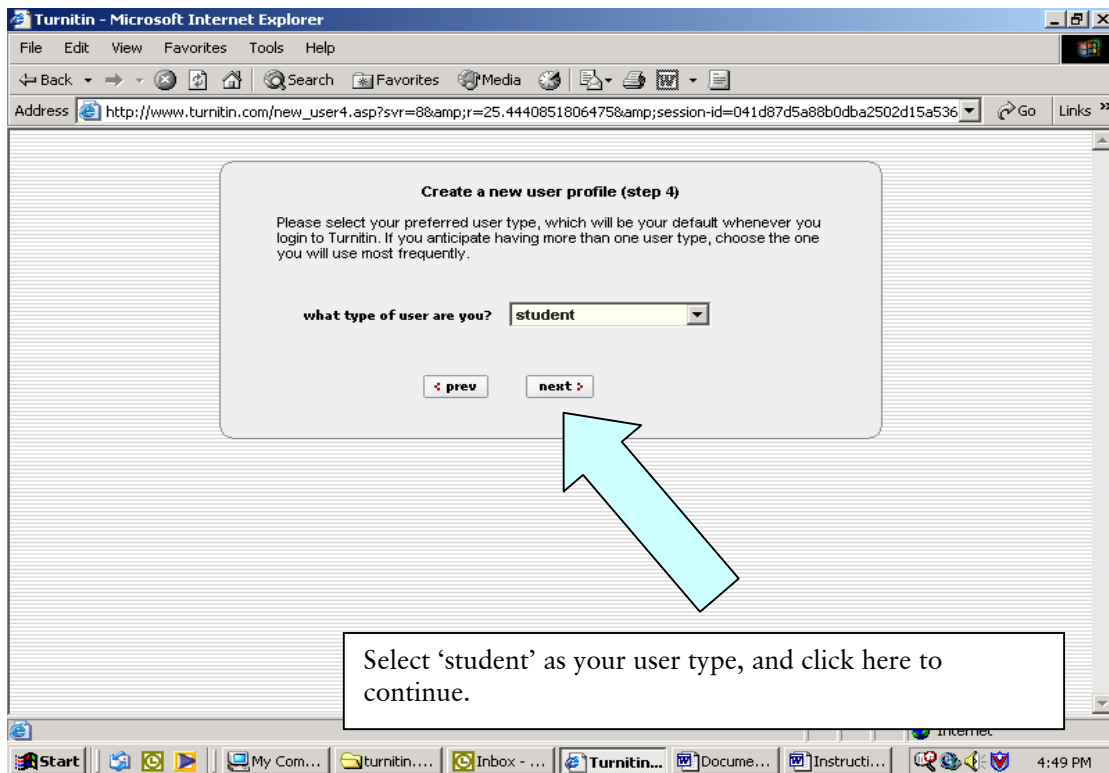 Turnitin - Microsoft Internet Explorer
File Edit View Favorites Tools Help
Back Search Favorites Media
Address http://www.turnitin.com/new_user4.asp?svr=8&amp;r=25.4440851806475&amp;session-id=041d87d5a88b0dba2502d15a536 Go Links »
Create a new user profile (step 4)
Please select your preferred user type, which will be your default whenever you
login to Turnitin. If you anticipate having more than one user type, choose the one
you will use most frequently.
what type of user are you? student
< prev next >
Select ‘student’ as your user type, and click here to
continue.
Internet
Start My Com... turnitin.... Inbox - ... Turnitin... Docume... Instructi... 4:49 PM